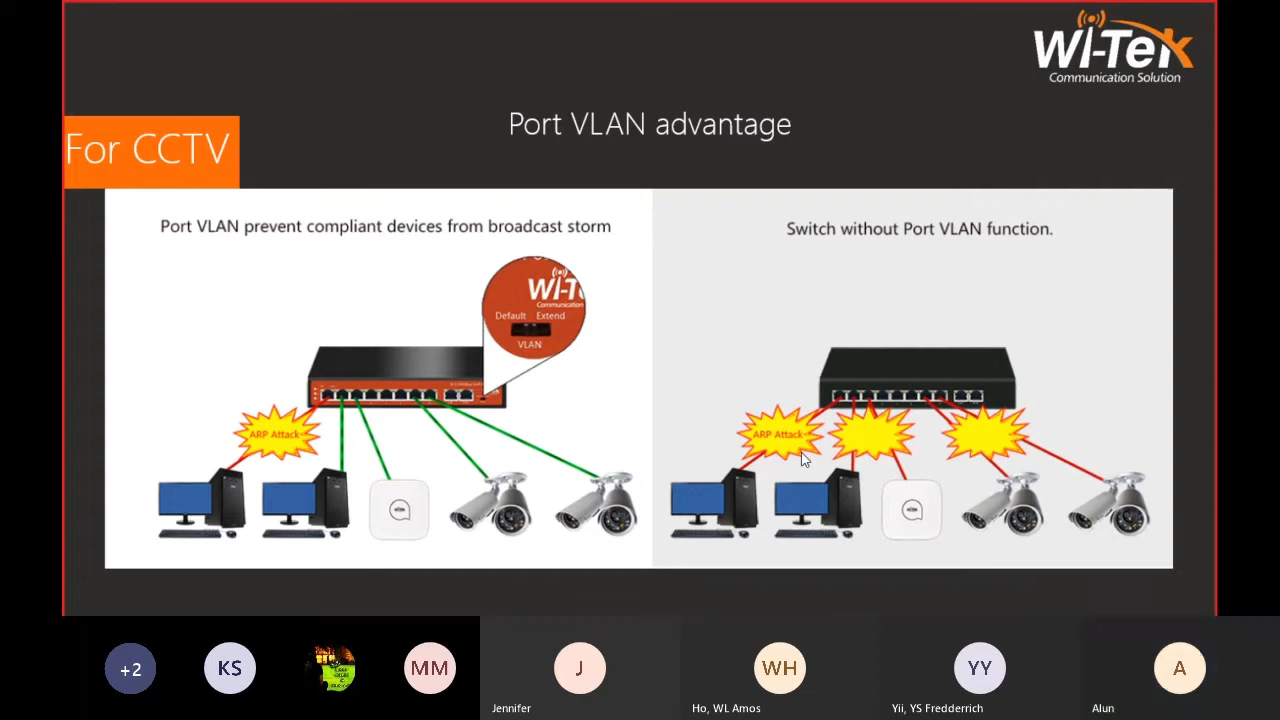 WI-TeK
Communication Solution
Port VLAN advantage
For CCTV
Port VLAN prevent compliant devices from broadcast storm
Switch without Port VLAN function.
WI-T
Communication
Default Extend
VLAN
ARP Attack
ARP Attack
+2
KS
MM
J
WH
YY
A
Jennifer
Ho, WL Amos
Yii, YS Fredderrich
Alun